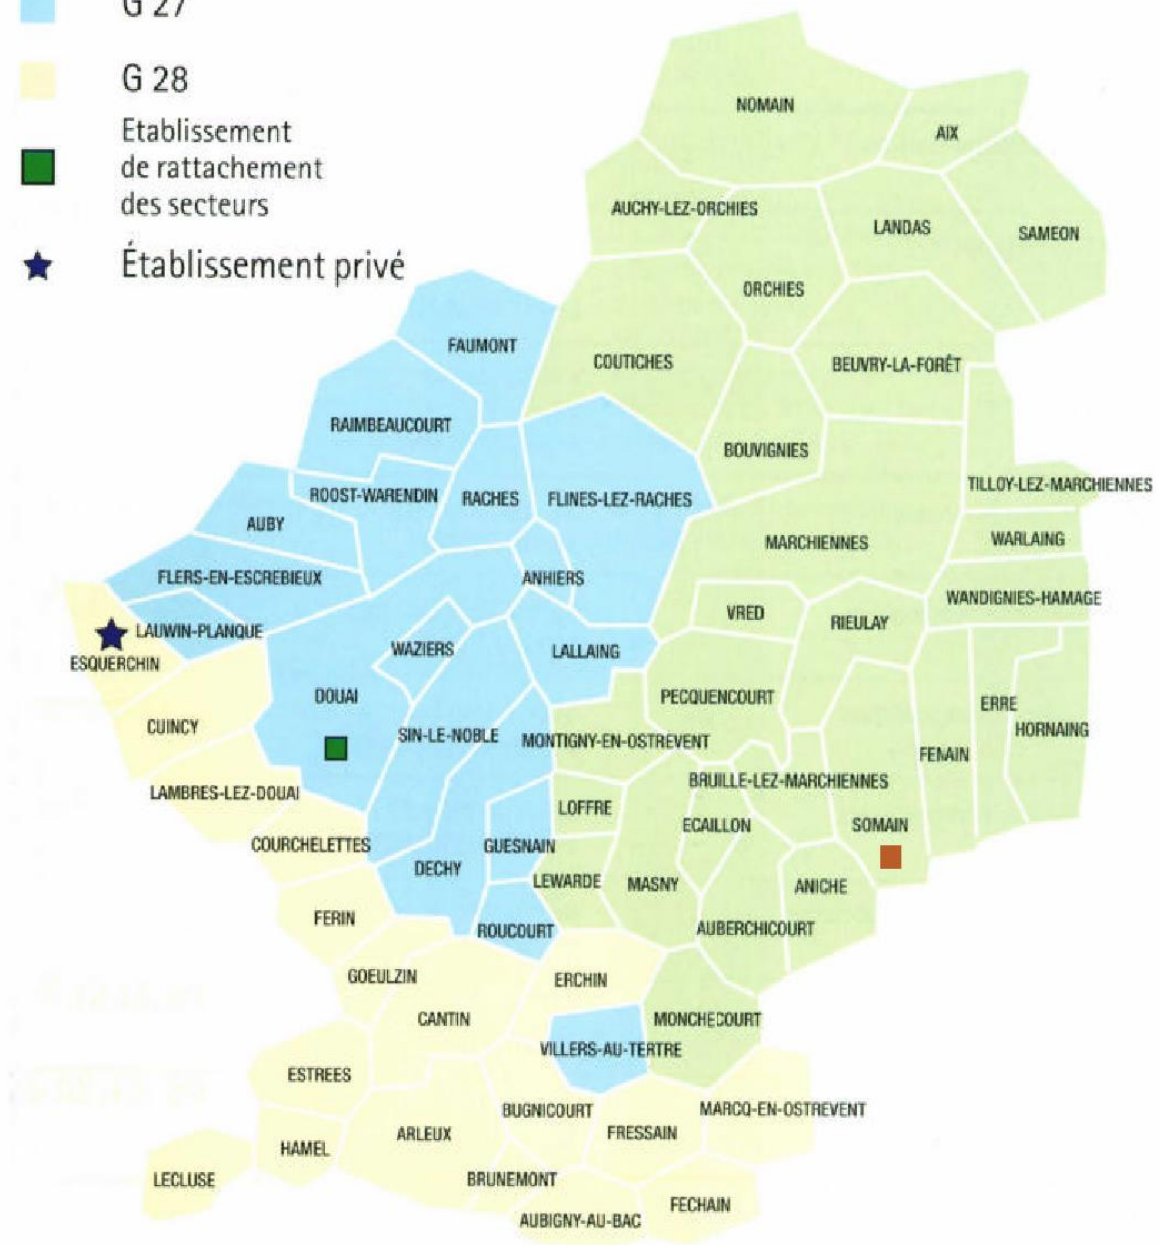 G 27
G 28
Etablissement
de rattachement
des secteurs
Établissement privé
NOMAIN
AIX
AUCHY-LEZ-ORCHIES
LANDAS
SAMEON
ORCHIES
FAUMONT
COUTICHES
BEUVRY-LA-FORÊT
RAIMBEAUCOURT
BOUVIGNIES
TILLOY-LEZ-MARCHIENNES
ROOST-WARENDIN
RACHES
FLINES-LEZ-RACHES
AUBY
MARCHIENNES
WARLAING
FLERS-EN-ESCREBIEUX
ANHIERS
WANDIGNIES-HAMAGE
VRED
RIEULAY
LAUWIN-PLANQUE
WAZIERS
LALLAING
ESQUERCHIN
DOUAI
PECQUENCOURT
ERRE
CUINCY
SIN-LE-NOBLE
MONTIGNY-EN-OSTREVENT
HORNAING
FENAIN
BRUILLE-LEZ-MARCHIENNES
LAMBRES-LEZ-DOUAI
LOFFRE
ECAILLON
SOMAIN
COURCHELETTES
GUESNAIN
DECHY
LEWARDE
MASNY
ANICHE
FERIN
ROUCOURT
AUBERCHICOURT
GOEULZIN
ERCHIN
CANTIN
MONCHECOURT
VILLERS-AU-TERTRE
ESTREES
BUGNICOURT
MARCQ-EN-OSTREVENT
ARLEUX
FRESSAIN
HAMEL
LECLUSE
BRUNEMONT
FECHAIN
AUBIGNY-AU-BAC